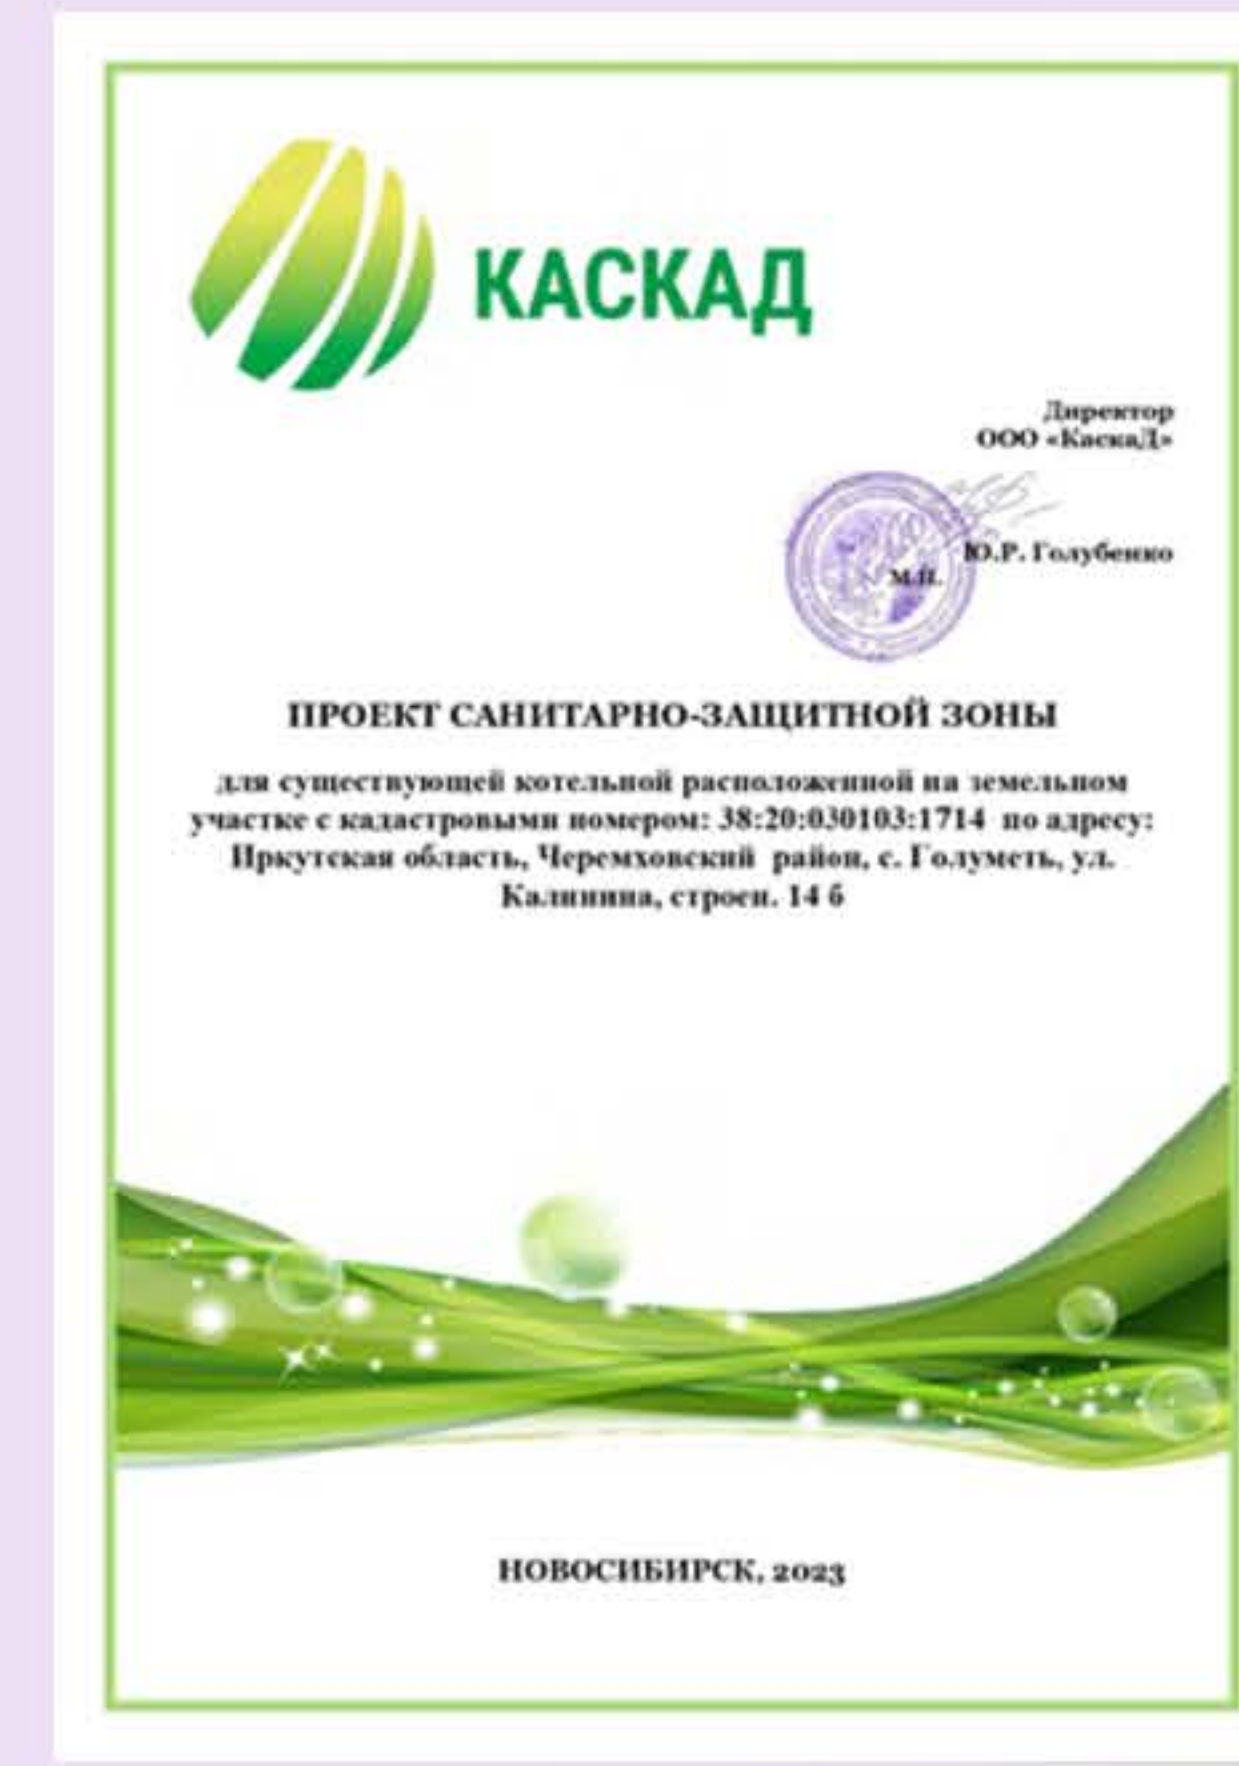 КАСКАД
Директор
ООО «КаскаД»
Ю.Р. Голубенко
М.П.
ПРОЕКТ САНИТАРНО-ЗАЩИТНОЙ ЗОНЫ
для существующей котельной расположенной на земельном
участке с кадастровыми номером: 38:20:030103:1714 по адресу:
Иркутская область, Черемховский район, с. Голуметь, ул.
Калинина, строен. 14 б
НОВОСИБИРСК, 2023